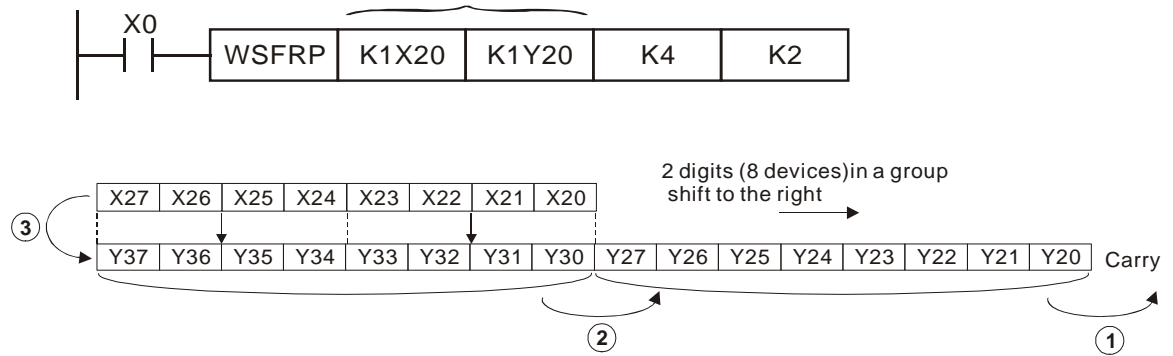 X0
WSFRP K1X20 K1Y20 K4 K2
2 digits (8 devices)in a group
shift to the right
X27 X26 X25 X24 X23 X22 X21 X20
3
Y37 Y36 Y35 Y34 Y33 Y32 Y31 Y30 Y27 Y26 Y25 Y24 Y23 Y22 Y21 Y20 Carry
2
1